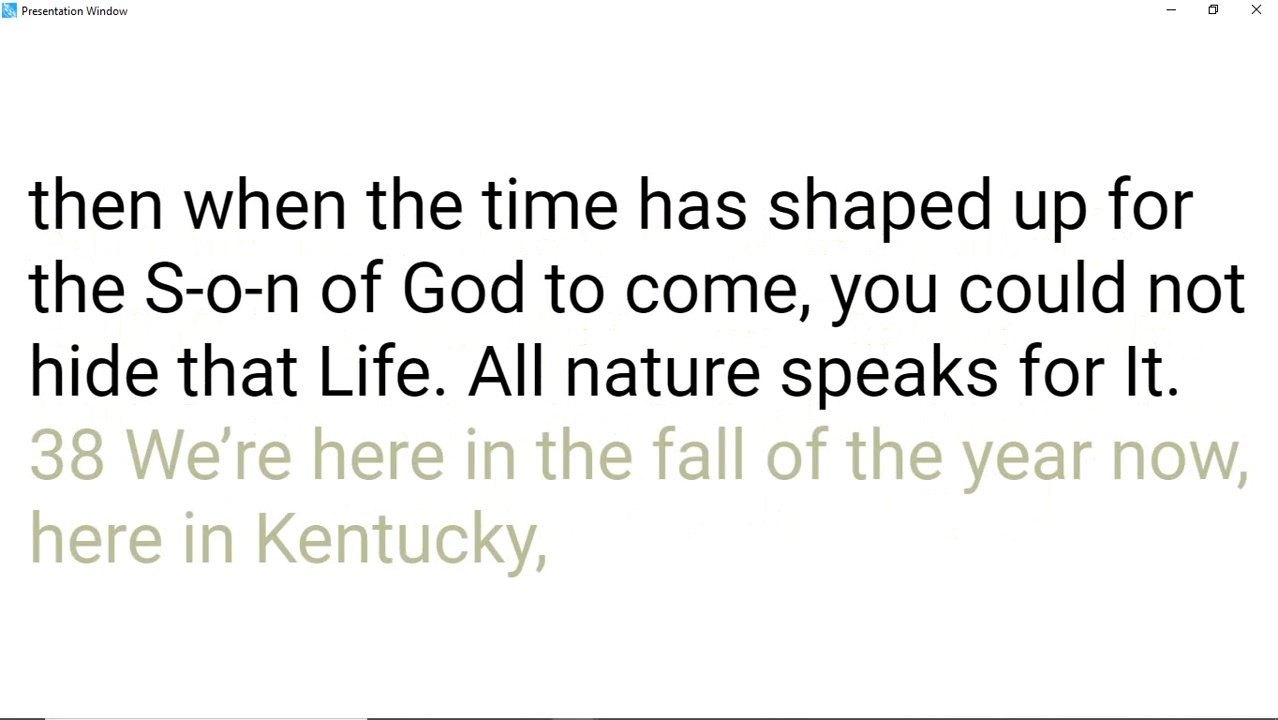 Presentation Window
then when the time has shaped up for
the S-o-n of God to come, you could not
hide that Life. All nature speaks for It.
38 We’re here in the fall of the year now,
here in Kentucky,